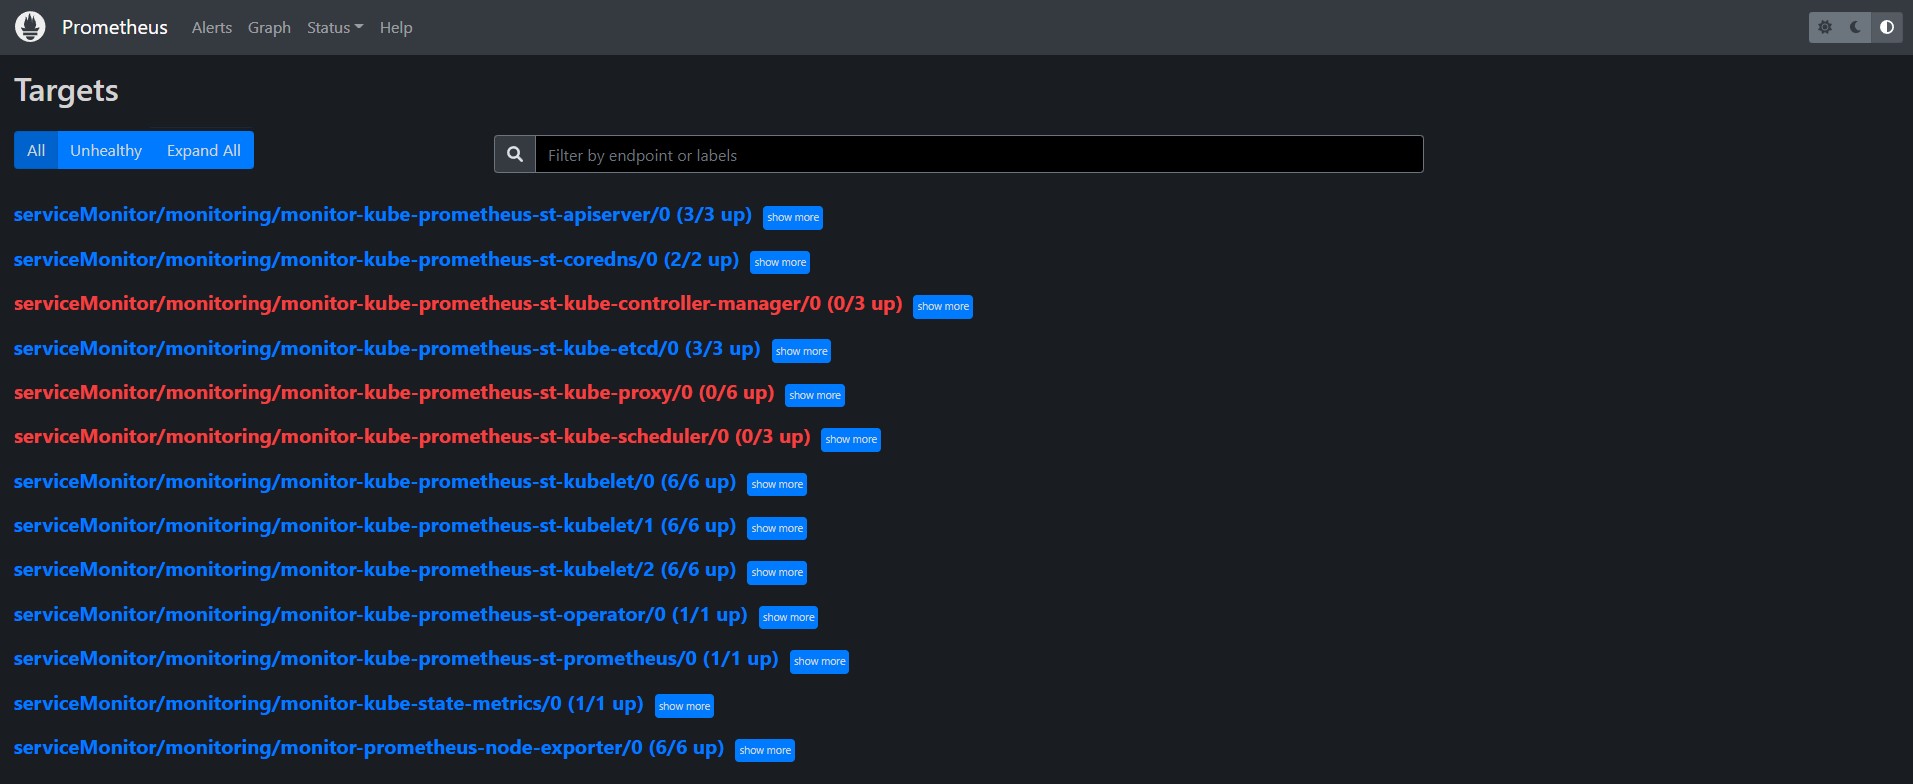 Prometheus Alerts Graph Status Help
Targets
All Unhealthy Expand All Filter by endpoint or labels
serviceMonitor/monitoring/monitor-kube-prometheus-st-apiserver/0 (3/3 up) show more
serviceMonitor/monitoring/monitor-kube-prometheus-st-coredns/0 (2/2 up) show more
serviceMonitor/monitoring/monitor-kube-prometheus-st-kube-controller-manager/0 (0/3 up) show more
serviceMonitor/monitoring/monitor-kube-prometheus-st-kube-etcd/0 (3/3 up) show more
serviceMonitor/monitoring/monitor-kube-prometheus-st-kube-proxy/0 (0/6 up) show more
serviceMonitor/monitoring/monitor-kube-prometheus-st-kube-scheduler/0 (0/3 up) show more
serviceMonitor/monitoring/monitor-kube-prometheus-st-kubelet/0 (6/6 up) show more
serviceMonitor/monitoring/monitor-kube-prometheus-st-kubelet/1 (6/6 up) show more
serviceMonitor/monitoring/monitor-kube-prometheus-st-kubelet/2 (6/6 up) show more
serviceMonitor/monitoring/monitor-kube-prometheus-st-operator/0 (1/1 up) show more
serviceMonitor/monitoring/monitor-kube-prometheus-st-prometheus/0 (1/1 up) show more
serviceMonitor/monitoring/monitor-kube-state-metrics/0 (1/1 up) show more
serviceMonitor/monitoring/monitor-prometheus-node-exporter/0 (6/6 up) show more